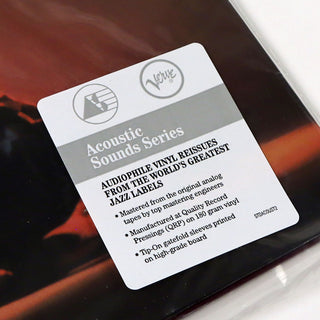 Verve
Acoustic
Sounds Series
AUDIOPHILE VINYL REISSUES
FROM THE WORLD'S GREATEST
JAZZ LABELS
• Mastered from the original analog
tapes by top mastering engineers
• Manufactured at Quality Record
Pressings (QRP) on 180 gram vinyl
• Tip-On gatefold sleeves printed
on high-grade board